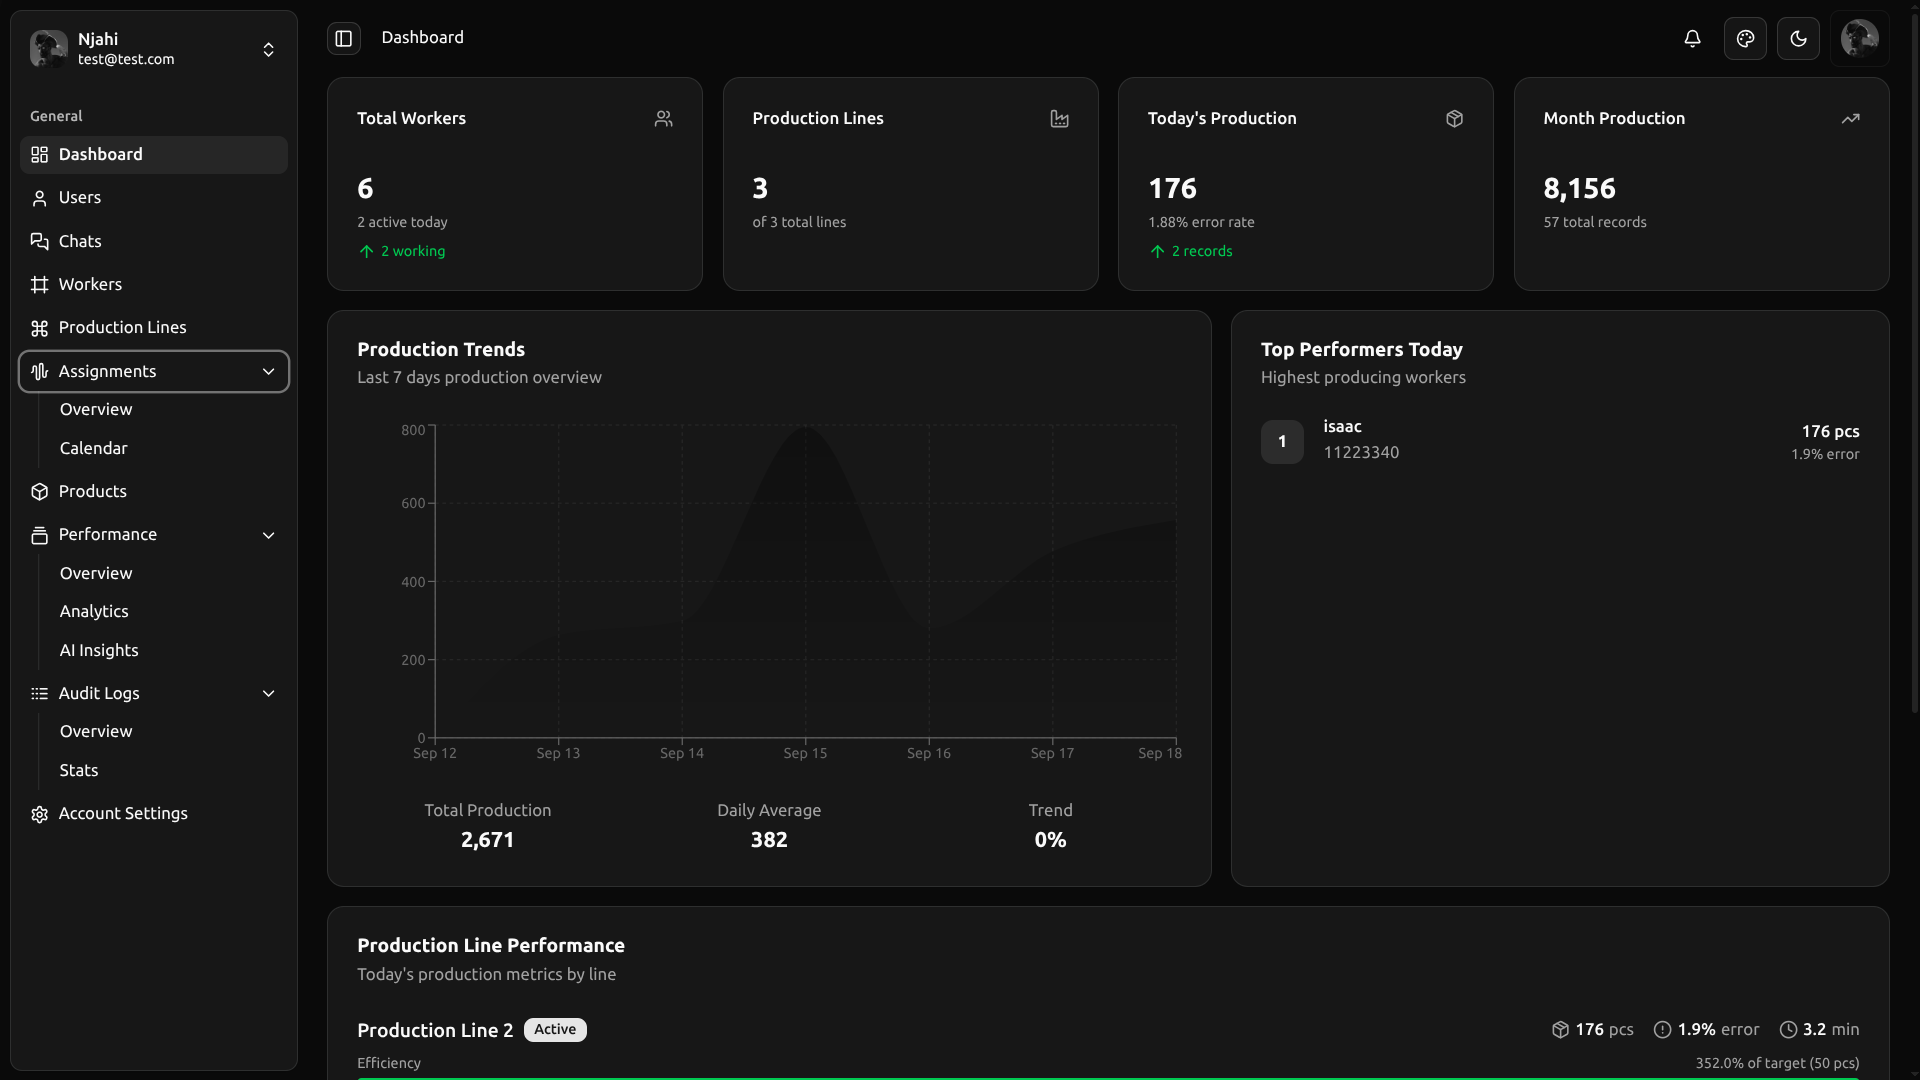 Njahi
test@test.com
General
Dashboard
Users
Chats
Workers
Production Lines
Assignments
Overview
Calendar
Products
Performance
Overview
Analytics
AI Insights
Audit Logs
Overview
Stats
Account Settings
Dashboard
Total Workers
6
2 active today
2 working
Production Lines
3
of 3 total lines
Today's Production
176
1.88% error rate
2 records
Month Production
8,156
57 total records
Production Trends
Last 7 days production overview
800
600
400
200
0
Sep 12 Sep 13 Sep 14 Sep 15 Sep 16 Sep 17 Sep 18
Total Production
2,671
Daily Average
382
Trend
0%
Top Performers Today
Highest producing workers
1
isaac
11223340
176 pcs
1.9% error
Production Line Performance
Today's production metrics by line
Production Line 2 Active 176 pcs 1.9% error 3.2 min
Efficiency 352.0% of target (50 pcs)